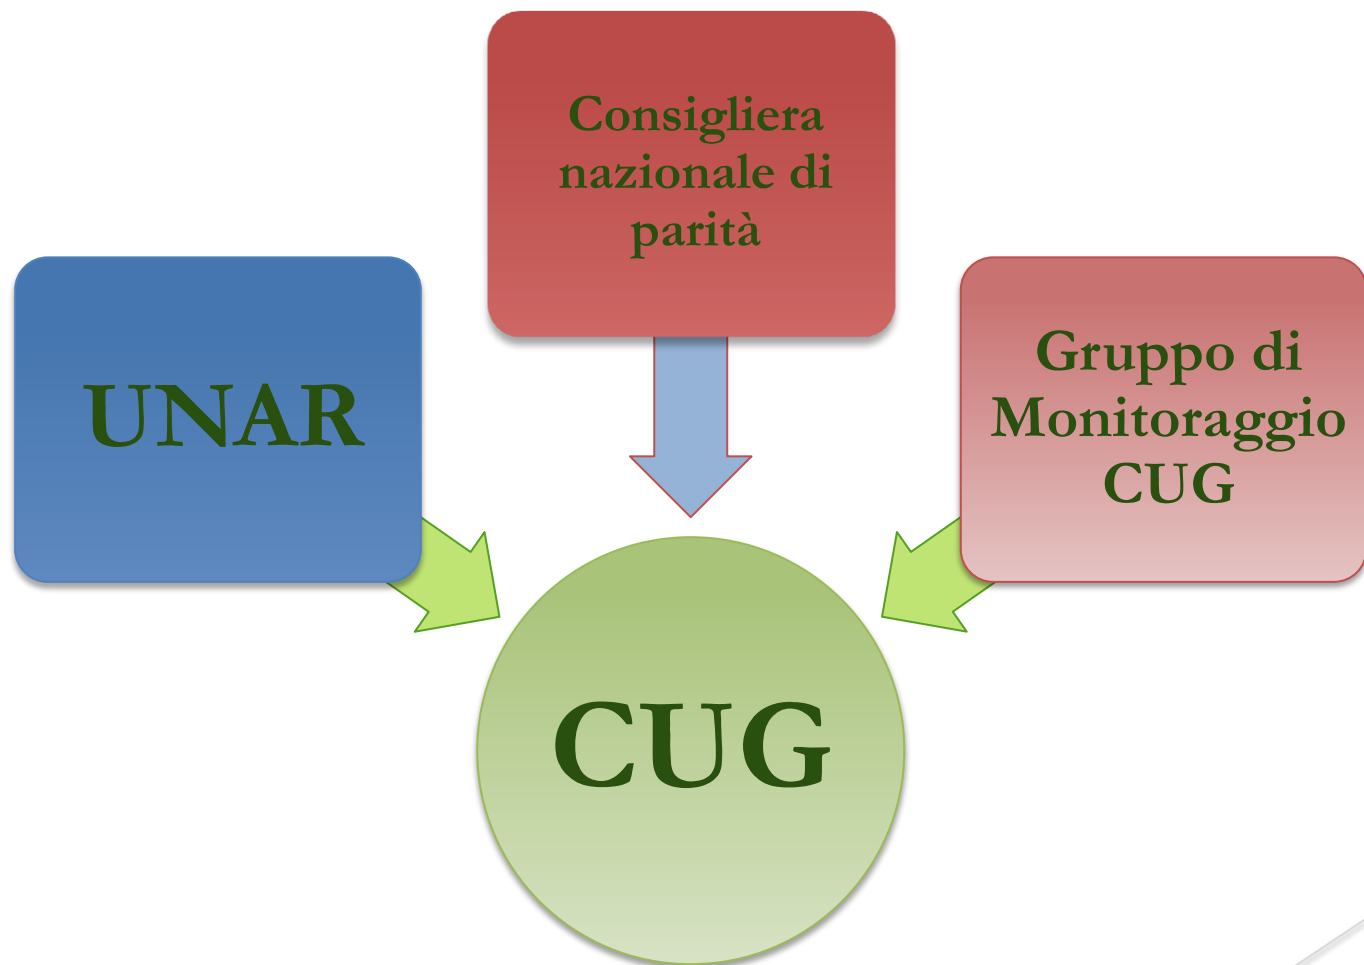 Consigliera
nazionale di
parità
UNAR
Gruppo di
Monitoraggio
CUG
CUG